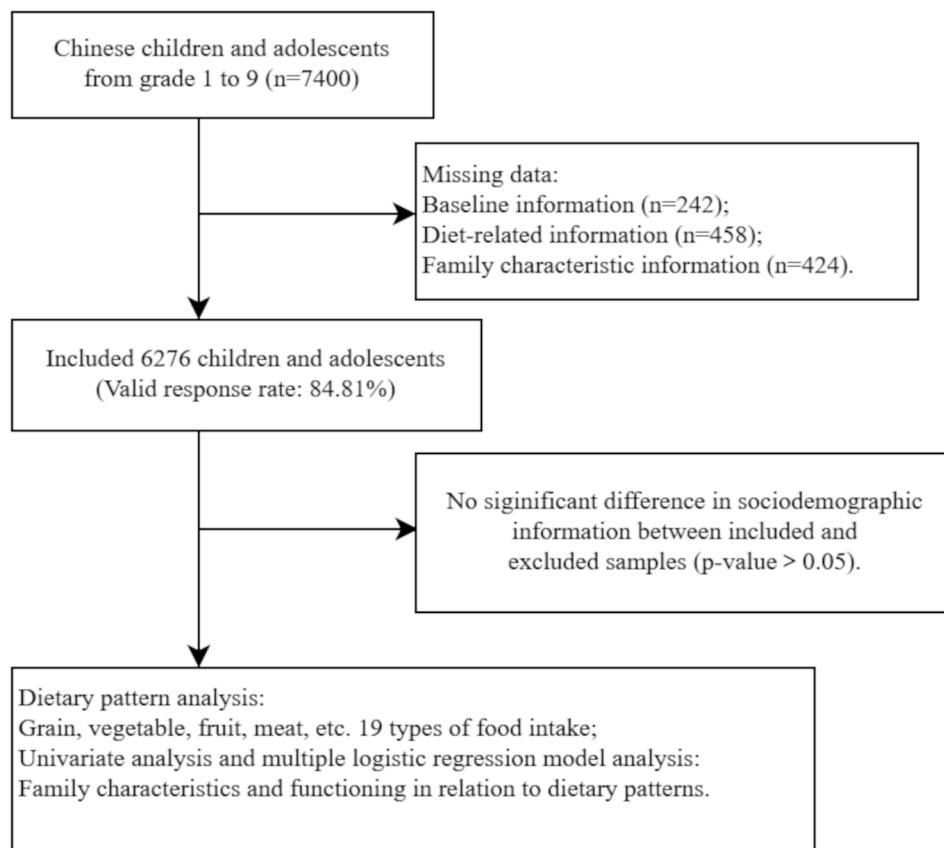 Chinese children and adolescents
from grade 1 to 9 (n=7400)
Missing data:
Baseline information (n=242);
Diet-related information (n=458);
Family characteristic information (n=424).
Included 6276 children and adolescents
(Valid response rate: 84.81%)
No siginificant difference in sociodemographic
information between included and
excluded samples (p-value > 0.05).
Dietary pattern analysis:
Grain, vegetable, fruit, meat, etc. 19 types of food intake;
Univariate analysis and multiple logistic regression model analysis:
Family characteristics and functioning in relation to dietary patterns.